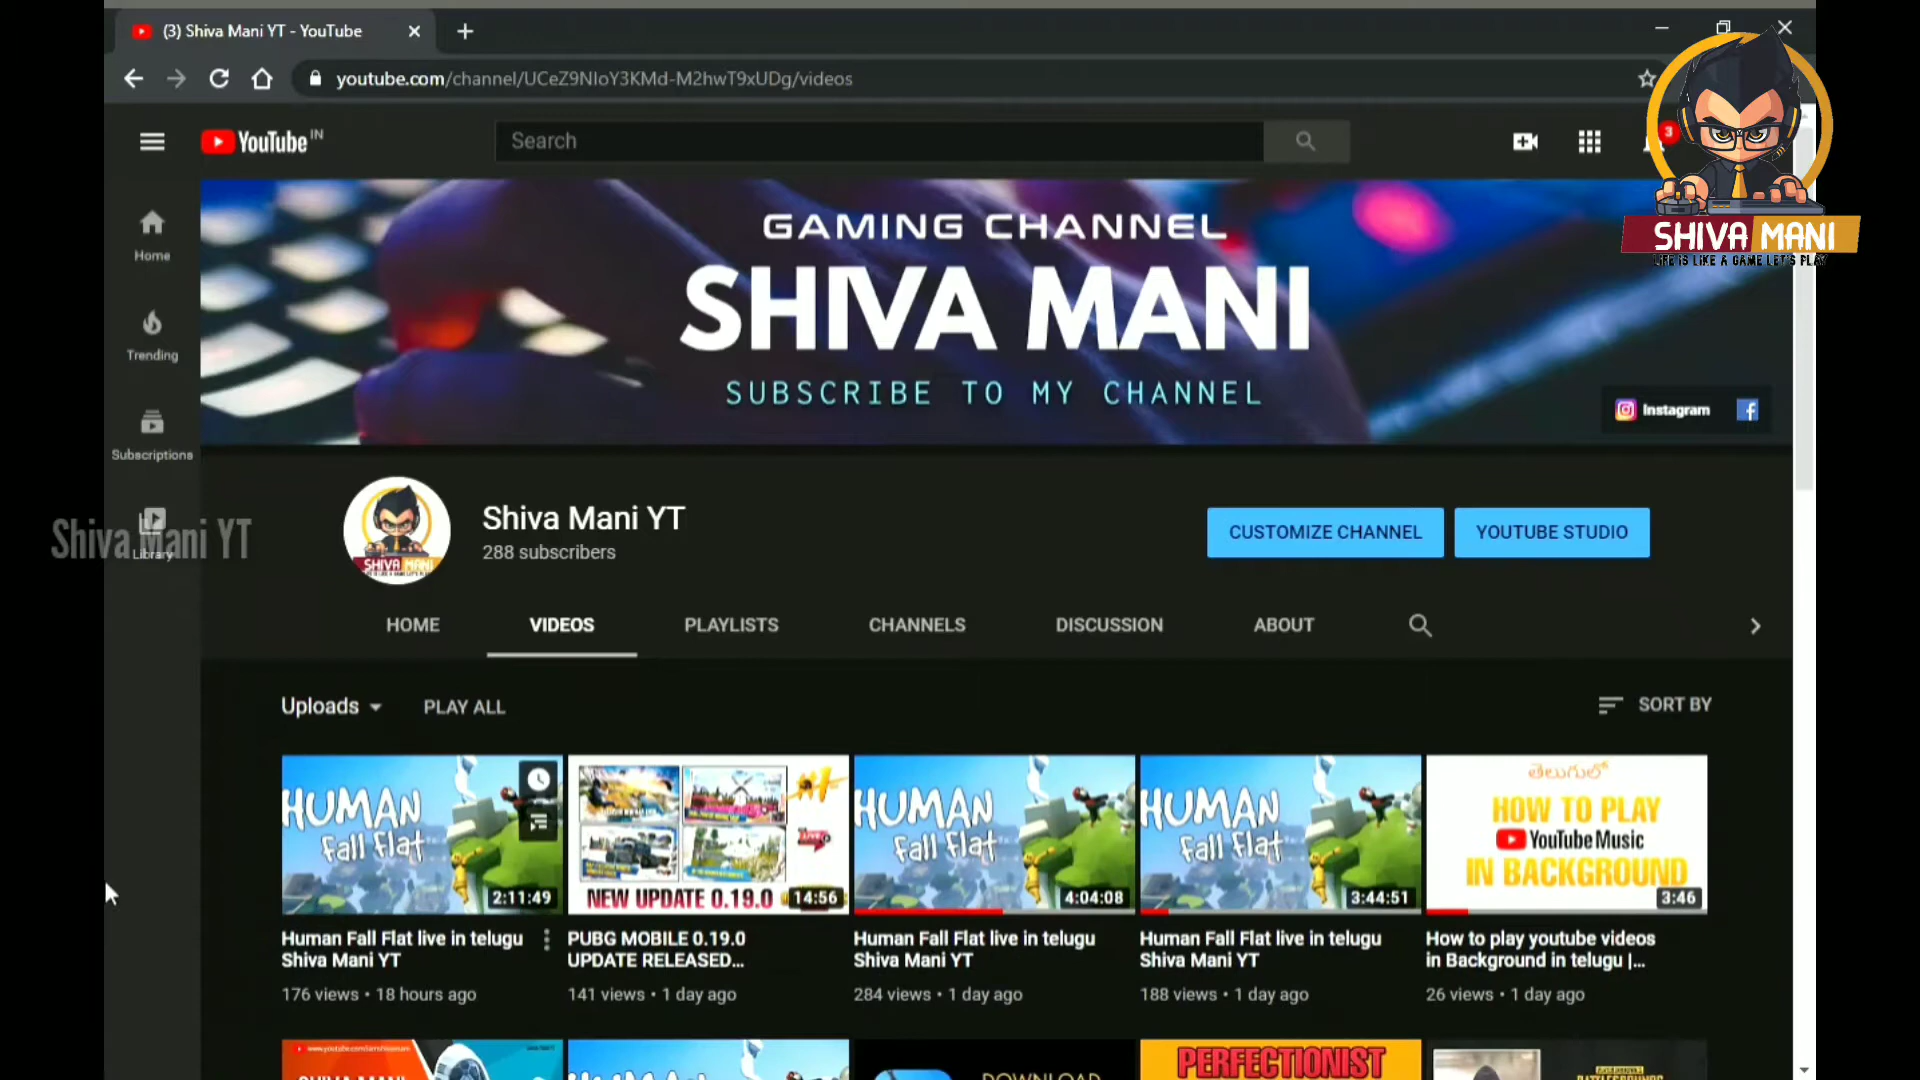 (3) Shiva Mani YT - YouTube
youtube.com/channel/UCeZ9NIoY3KMd-M2hwT9xUDg/videos
YouTube IN
Search
3
SHIVA MANI
LIFE IS LIKE A GAME LET'S PLAY
Home
Trending
Subscriptions
Library
Shiva Mani YT
GAMING CHANNEL
SHIVA MANI
SUBSCRIBE TO MY CHANNEL
Instagram
SHIVA MANI
Shiva Mani YT
288 subscribers
CUSTOMIZE CHANNEL
YOUTUBE STUDIO
HOME
VIDEOS
PLAYLISTS
CHANNELS
DISCUSSION
ABOUT
Uploads
PLAY ALL
SORT BY
HUMAN
fall flat
2:11:49
NEW UPDATE 0.19.0
14:56
HUMAN
fall flat
4:04:08
HUMAN
fall flat
3:44:51
తెలుగులో
HOW TO PLAY
YouTube Music
IN BACKGROUND
3:46
Human Fall Flat live in telugu
Shiva Mani YT
176 views • 18 hours ago
PUBG MOBILE 0.19.0
UPDATE RELEASED...
141 views • 1 day ago
Human Fall Flat live in telugu
Shiva Mani YT
284 views • 1 day ago
Human Fall Flat live in telugu
Shiva Mani YT
188 views • 1 day ago
How to play youtube videos
in Background in telugu |...
26 views • 1 day ago
SHIVA MANI
HUMAN
DOWNLOAD
PERFECTIONIST